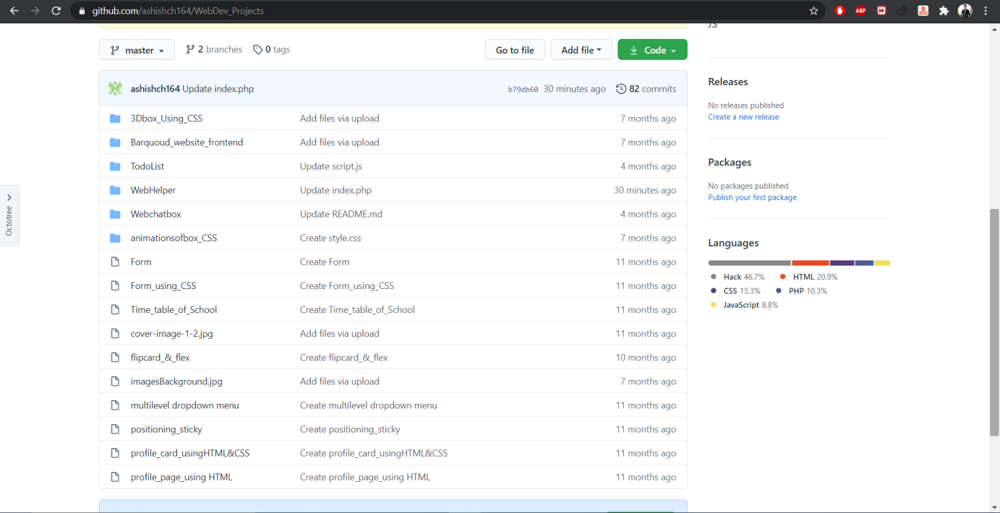 github.com/ashishch164/WebDev_Projects
ABP
JS
master
2 branches
0 tags
Go to file
Add file
Code
ashishch164 Update index.php
b79db60 30 minutes ago
82 commits
3Dbox_Using_CSS Add files via upload 7 months ago
Barquoud_website_frontend Add files via upload 7 months ago
TodoList Update script.js 4 months ago
WebHelper Update index.php 30 minutes ago
Webchatbox Update README.md 4 months ago
animationsofbox_CSS Create style.css 7 months ago
Form Create Form 11 months ago
Form_using_CSS Create Form_using_CSS 11 months ago
Time_table_of_School Create Time_table_of_School 11 months ago
cover-image-1-2.jpg Add files via upload 11 months ago
flipcard_&_flex Create flipcard_&_flex 10 months ago
imagesBackground.jpg Add files via upload 7 months ago
multilevel dropdown menu Create multilevel dropdown menu 11 months ago
positioning_sticky Create positioning_sticky 11 months ago
profile_card_usingHTML&CSS Create profile_card_usingHTML&CSS 11 months ago
profile_page_using HTML Create profile_page_using HTML 11 months ago
Octotree
Releases
No releases published
Create a new release
Packages
No packages published
Publish your first package
Languages
Hack 46.7% HTML 20.9%
CSS 13.3% PHP 10.3%
JavaScript 8.8%